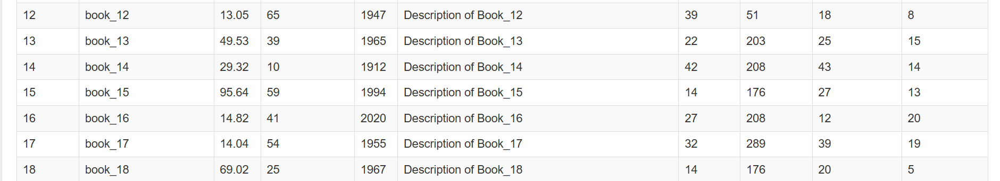 12 book_12 13.05 65 1947 Description of Book_12 39 51 18 8
13 book_13 49.53 39 1965 Description of Book_13 22 203 25 15
14 book_14 29.32 10 1912 Description of Book_14 42 208 43 14
15 book_15 95.64 59 1994 Description of Book_15 14 176 27 13
16 book_16 14.82 41 2020 Description of Book_16 27 208 12 20
17 book_17 14.04 54 1955 Description of Book_17 32 289 39 19
18 book_18 69.02 25 1967 Description of Book_18 14 176 20 5